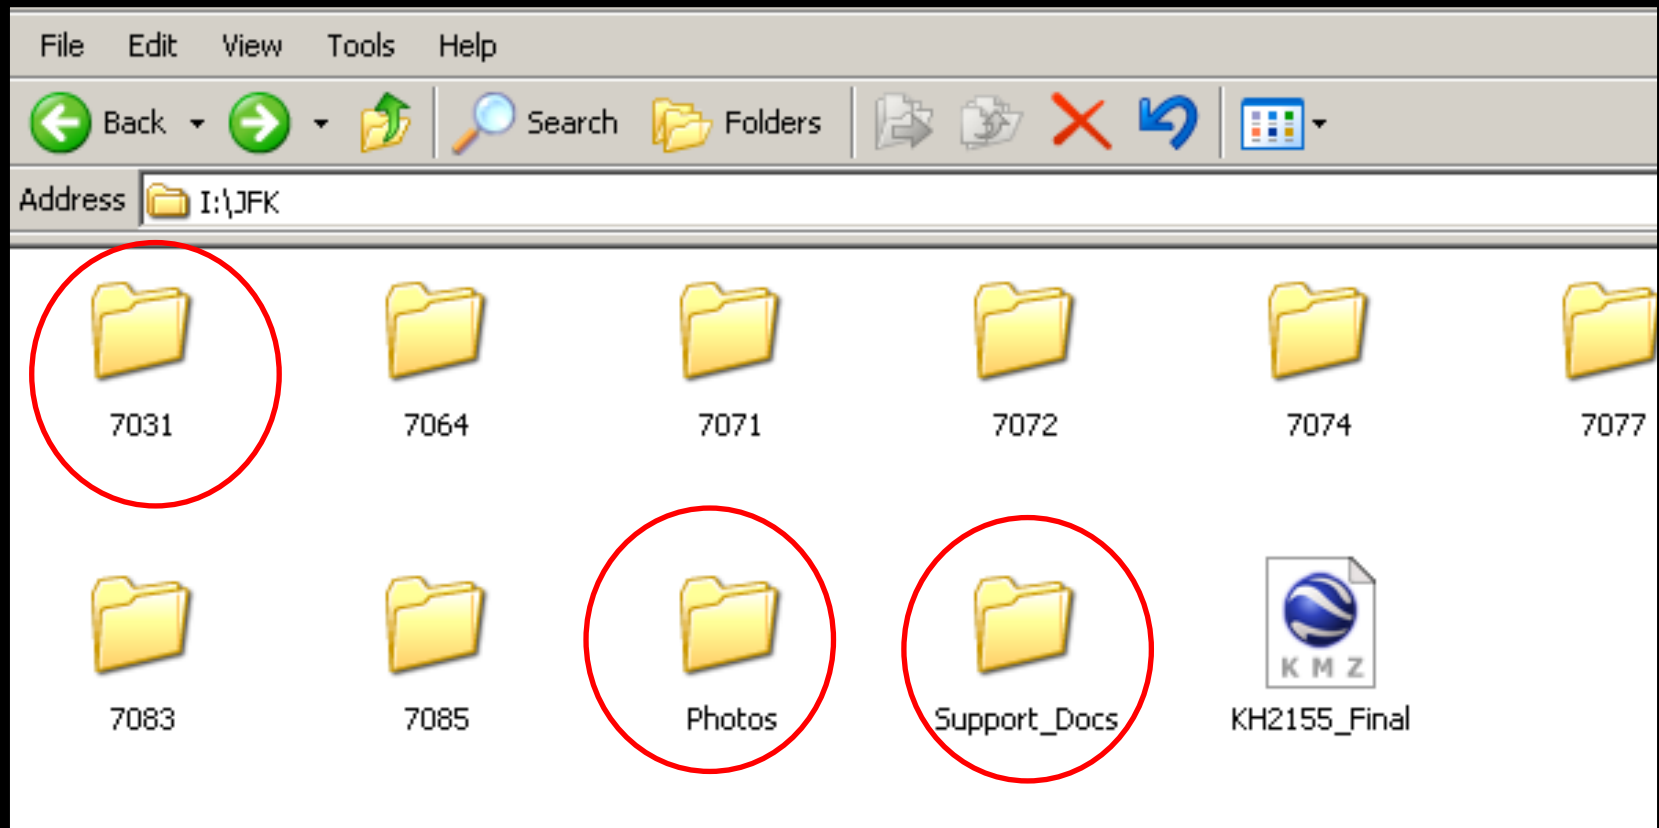 File Edit View Tools Help
Back Search Folders
Address I:\JFK
7031 7064 7071 7072 7074 7077
KMZ
7083 7085 Photos Support_Docs KH2155_Final